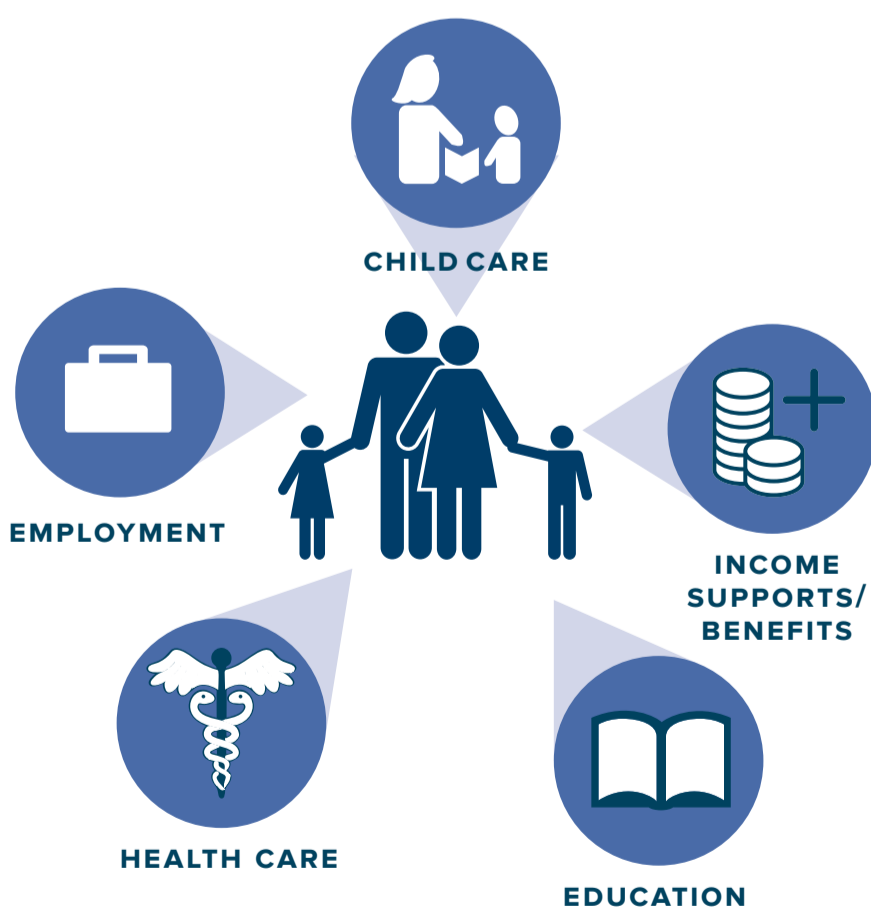 CHILD CARE
EMPLOYMENT
INCOME
SUPPORTS/
BENEFITS
HEALTH CARE
EDUCATION